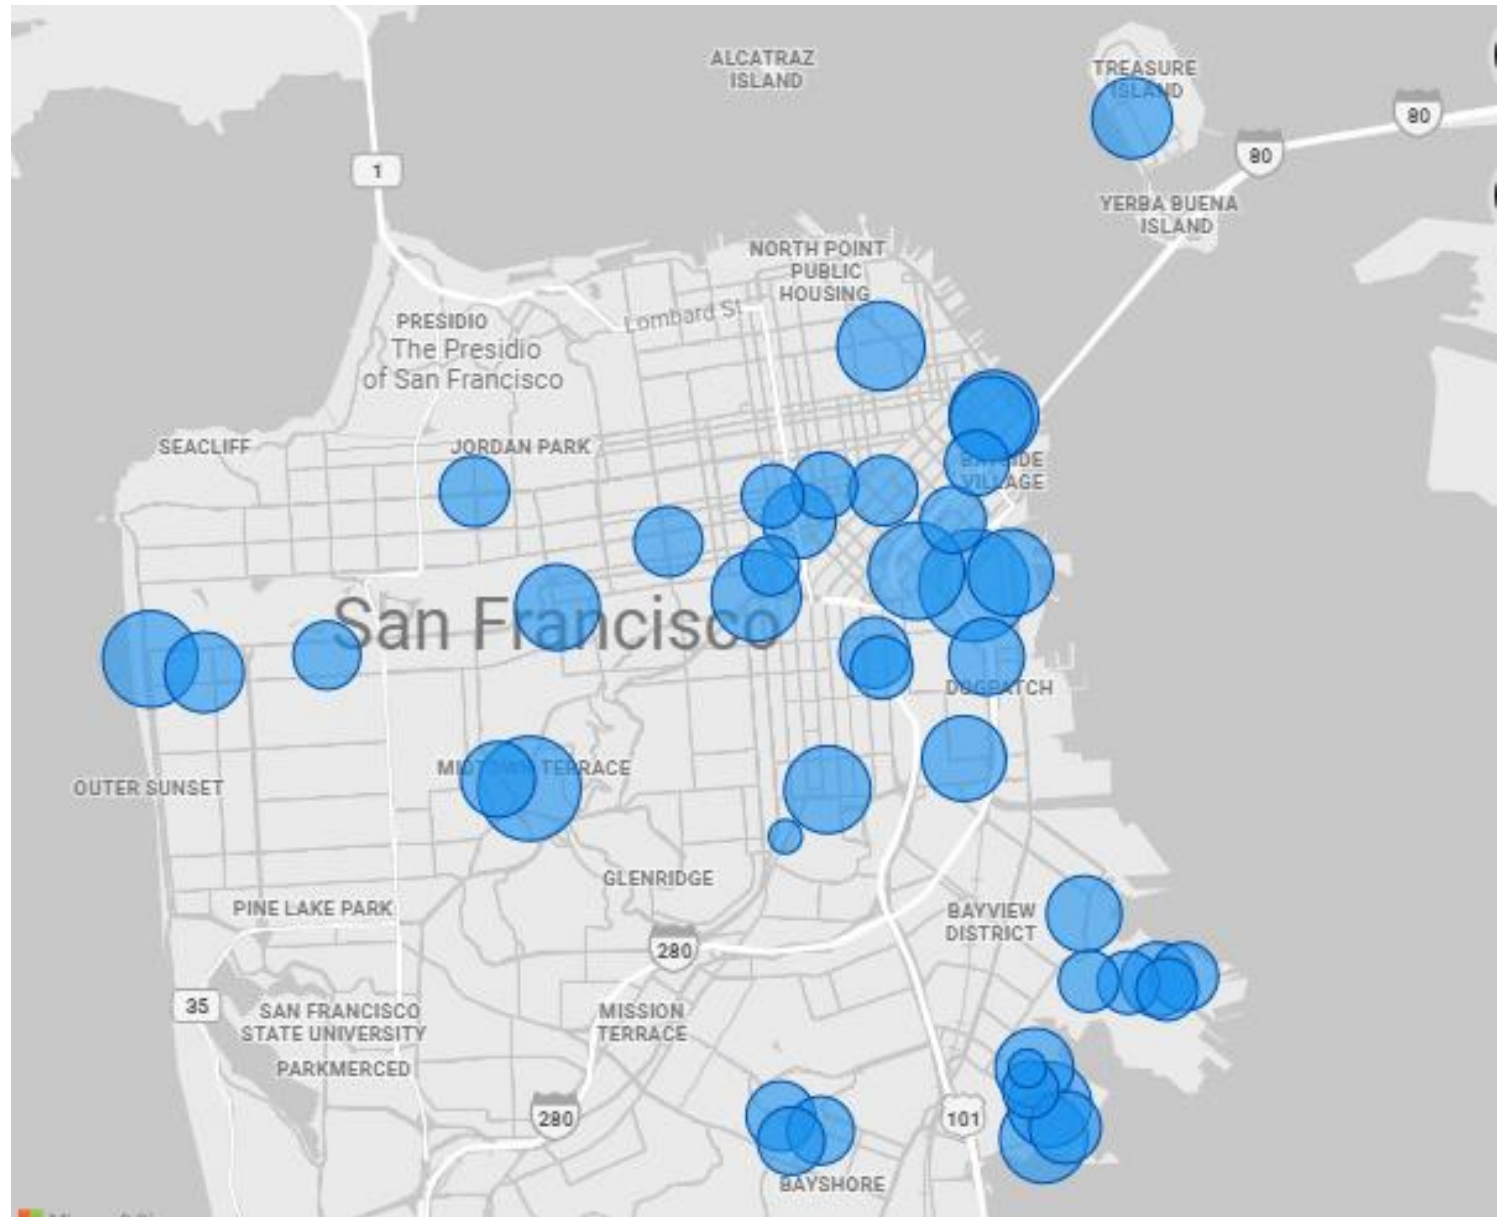 ALCATRAZ
ISLAND
TREASURE
ISLAND
80
80
1
YERBA BUENA
ISLAND
NORTH POINT
PUBLIC
HOUSING
Lombard St
PRESIDIO
The Presidio
of San Francisco
SEACLIFF
JORDAN PARK
BAYSIDE
VILLAGE
San Francisco
DOGPATCH
MIDTOWN TERRACE
OUTER SUNSET
GLENRIDGE
PINE LAKE PARK
BAYVIEW
DISTRICT
280
35
SAN FRANCISCO
STATE UNIVERSITY
MISSION
TERRACE
PARKMERCED
280
101
BAYSHORE